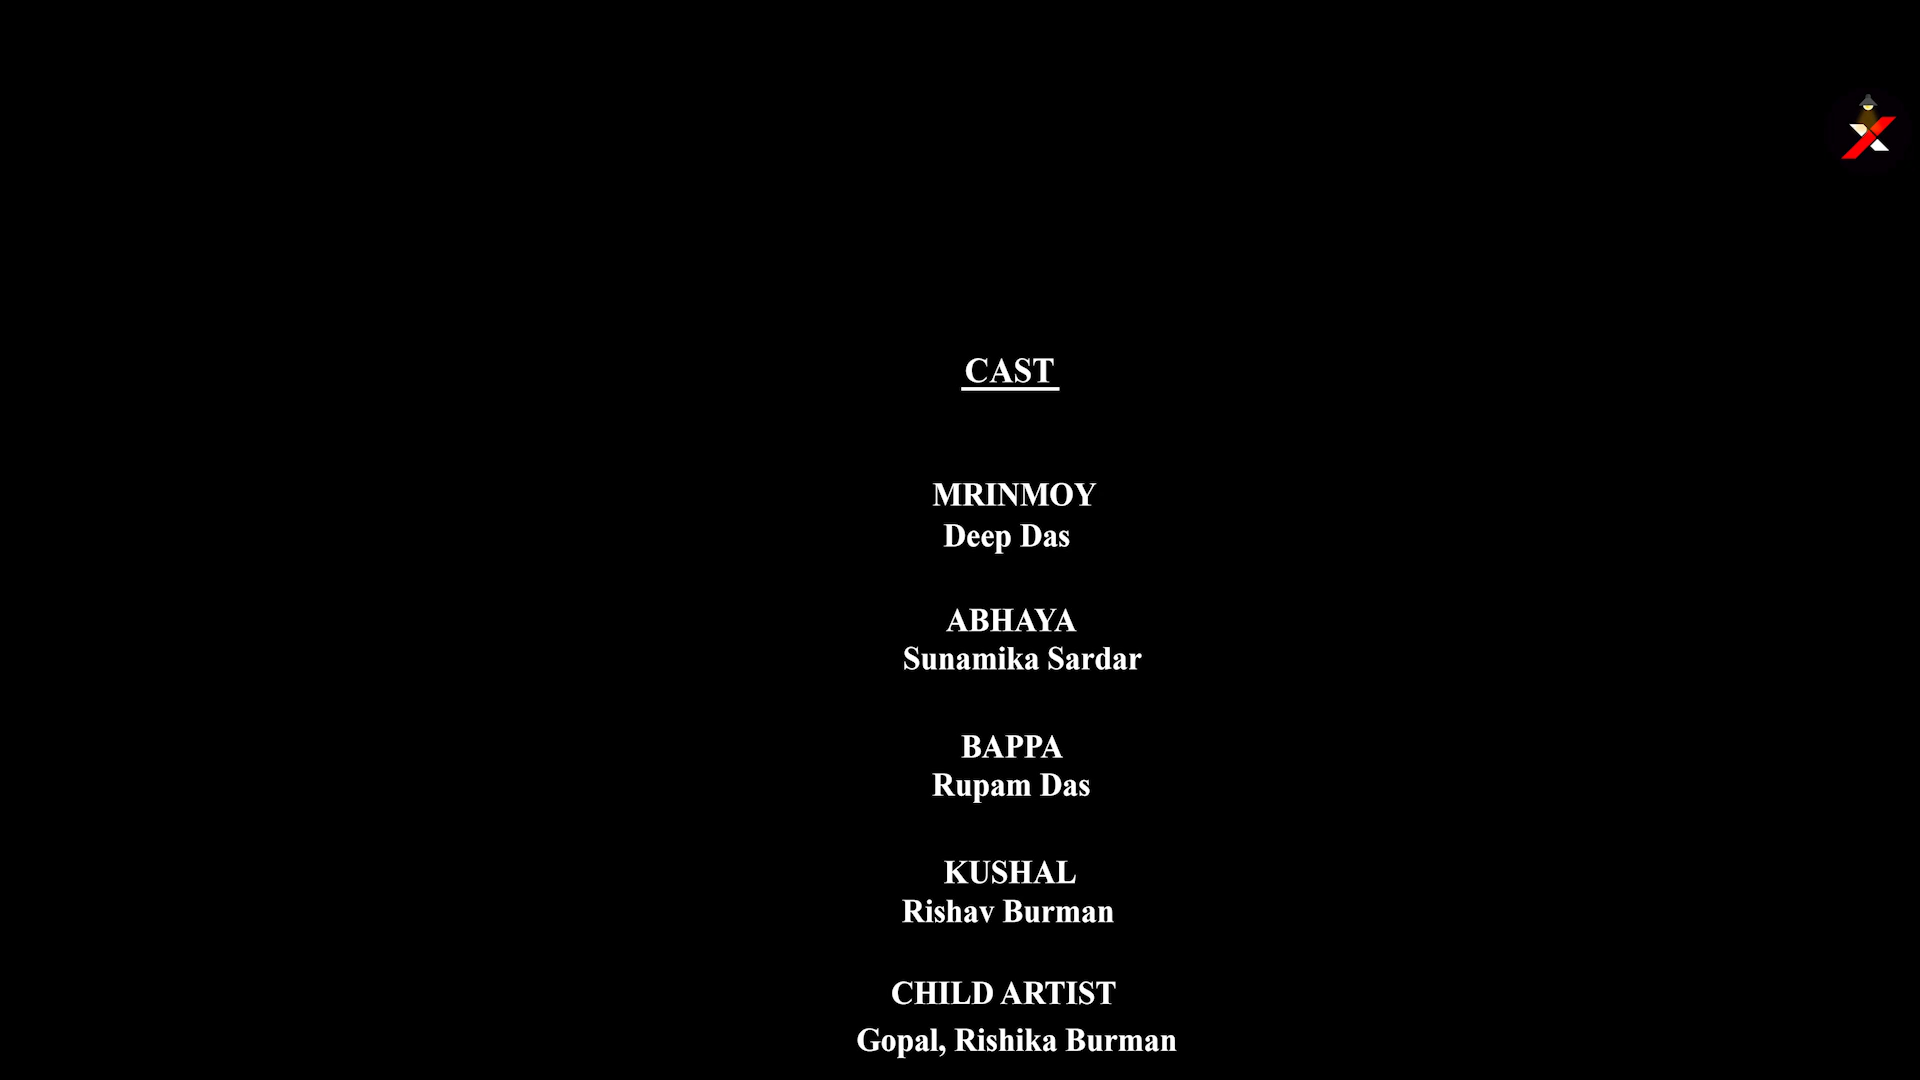 CAST
MRINMOY
Deep Das
ABHAYA
Sunamika Sardar
BAPPA
Rupam Das
KUSHAL
Rishav Burman
CHILD ARTIST
Gopal, Rishika Burman